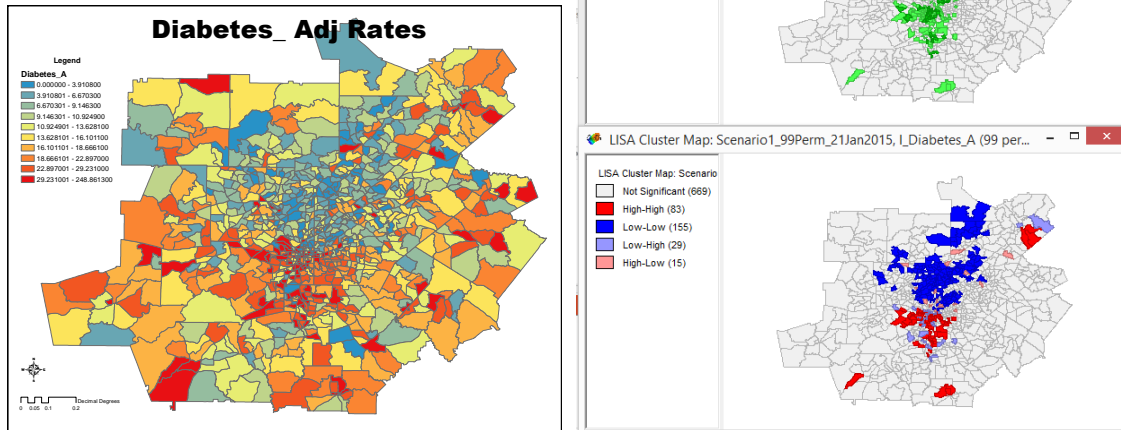 Diabetes_ Adj Rates
Legend
Diabetes_A
0.000000 - 3.910800
3.910801 - 6.670300
6.670301 - 9.146300
9.146301 - 10.924900
10.924901 - 13.628100
13.628101 - 16.101100
16.101101 - 18.666100
18.666101 - 22.897000
22.897001 - 29.231000
29.231001 - 248.861300
Decimal Degrees
0 0.05 0.1 0.2
LISA Cluster Map: Scenario1_99Perm_21Jan2015, I_Diabetes_A (99 per...
LISA Cluster Map: Scenario
Not Significant (669)
High-High (83)
Low-Low (155)
Low-High (29)
High-Low (15)